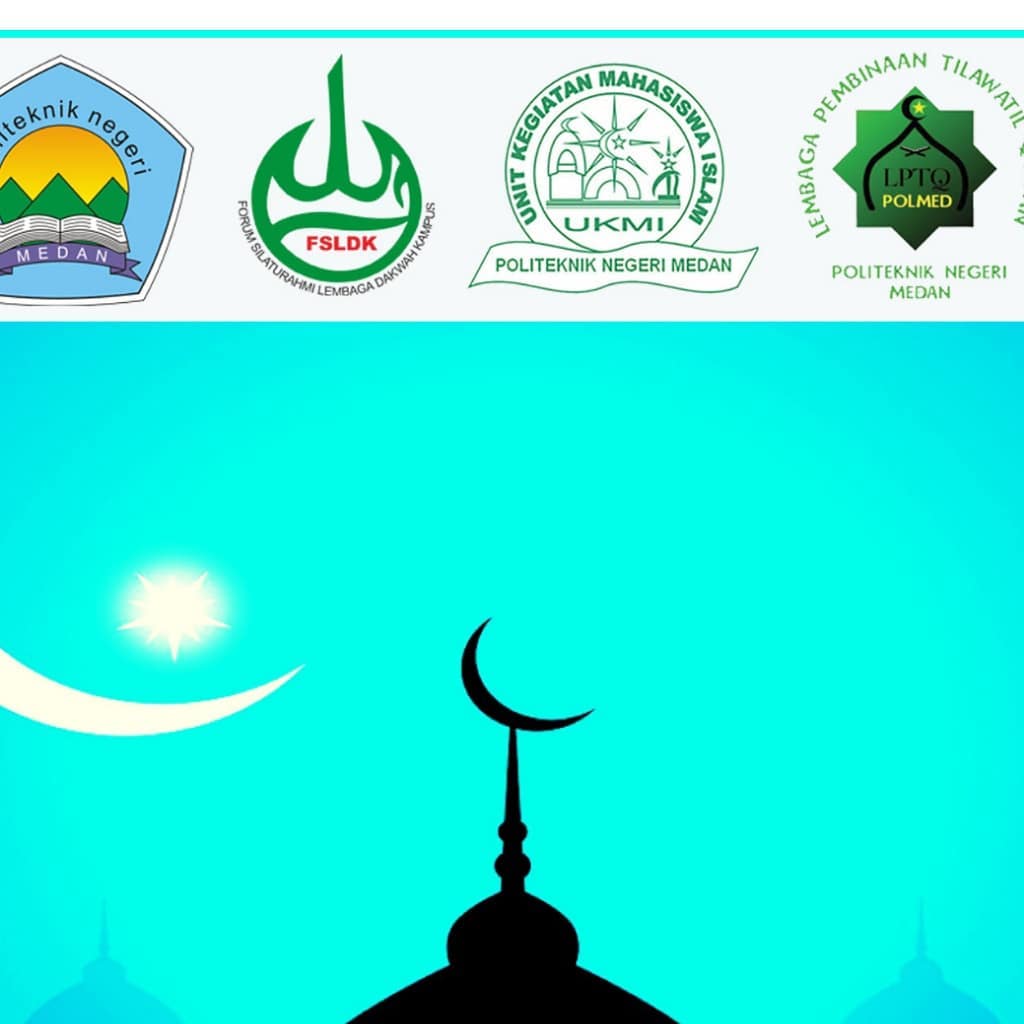 negeri
MEDAN
FSLDK
FORUM SILATURAHMI LEMBAGA DAKWAH KAMPUS
UNIT KEGIATAN MAHASISWA ISLAM
UKMI
POLITEKNIK NEGERI MEDAN
LEMBAGA PEMBINAAN TILAWATIL
LPTQ
POLMED
POLITEKNIK NEGERI
MEDAN